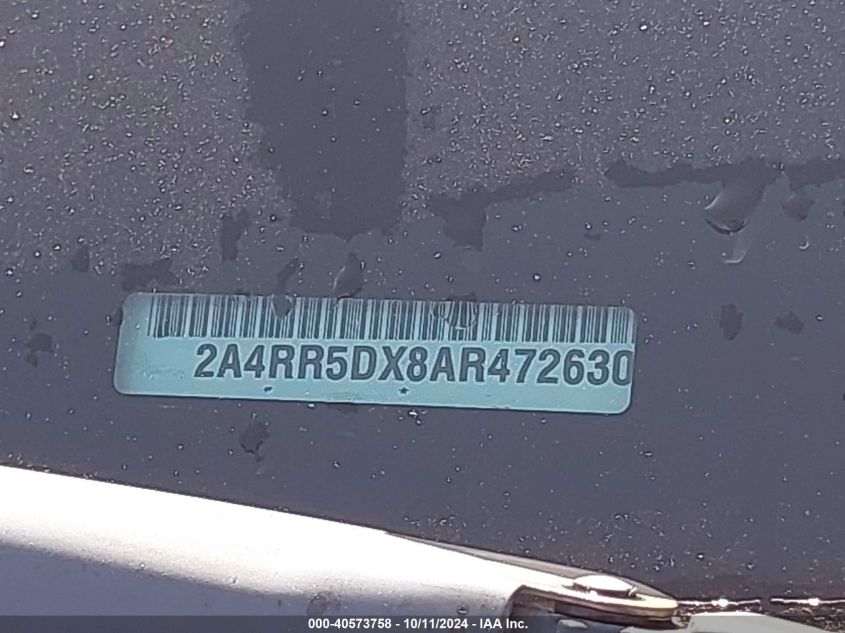 2A4RR5DX8AR472630
000-40573758 - 10/11/2024 - IAA Inc.